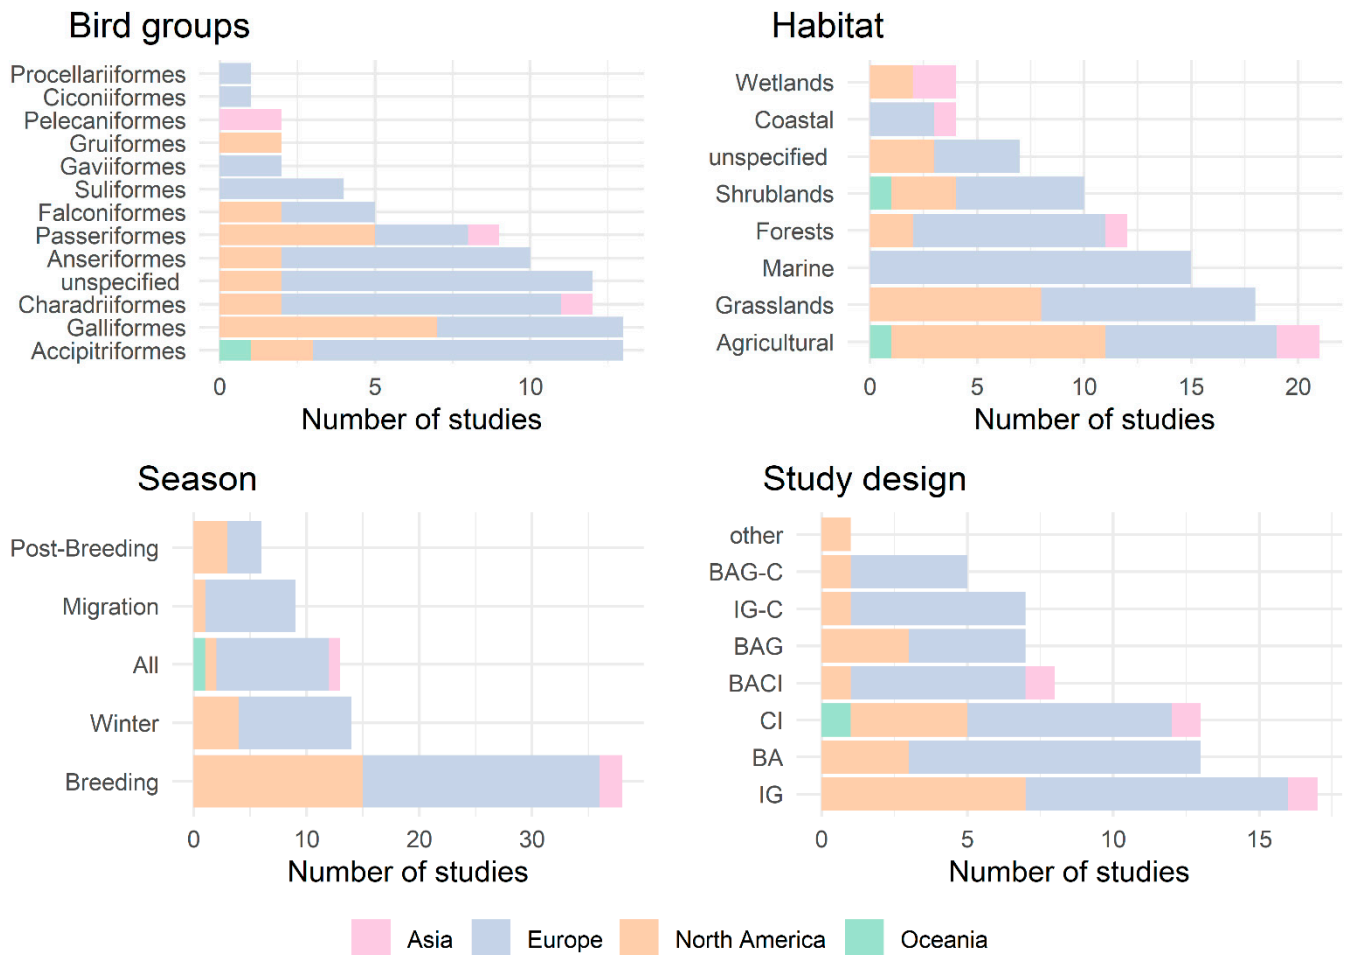 Bird groups
Procellariiformes
Ciconiiformes
Pelecaniformes
Gruiformes
Gaviiformes
Suliformes
Falconiformes
Passeriformes
Anseriformes
unspecified
Charadriiformes
Galliformes
Accipitriformes
0 5 10
Number of studies
Habitat
Wetlands
Coastal
unspecified
Shrublands
Forests
Marine
Grasslands
Agricultural
0 5 10 15 20
Number of studies
Season
Post-Breeding
Migration
All
Winter
Breeding
0 10 20 30
Number of studies
Study design
other
BAG-C
IG-C
BAG
BACI
CI
BA
IG
0 5 10 15
Number of studies
Asia Europe North America Oceania